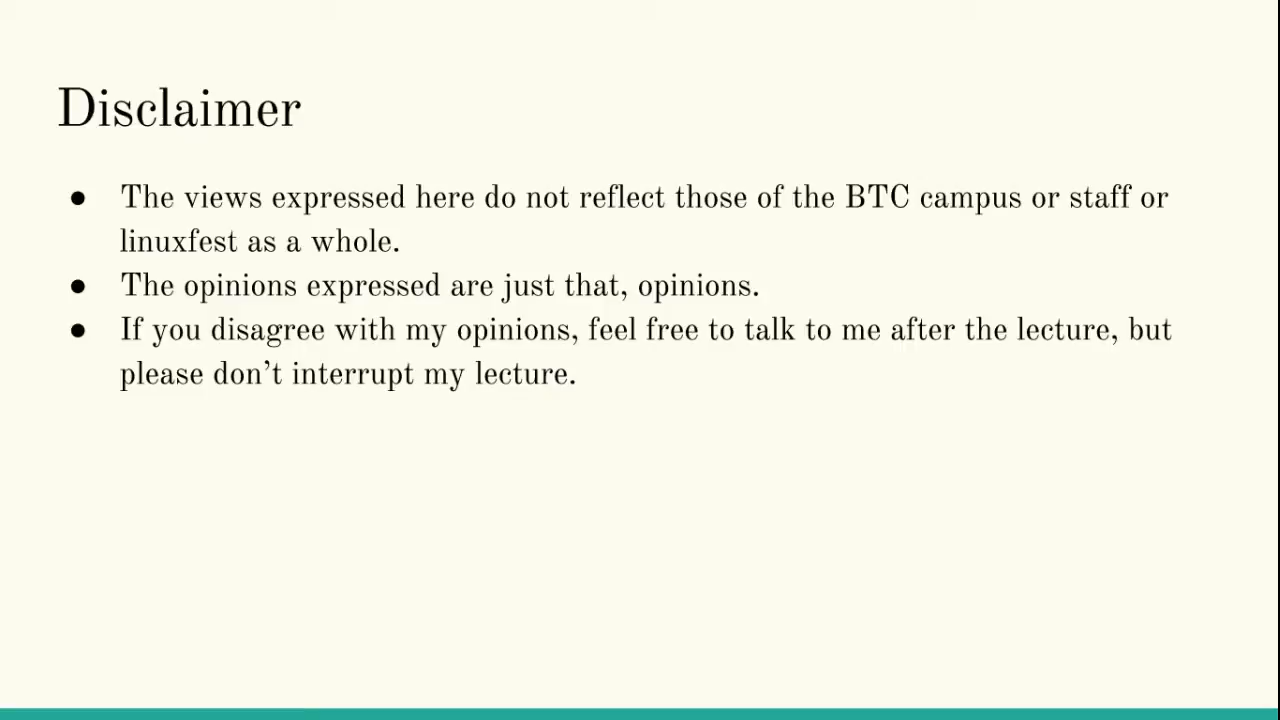 Disclaimer
● The views expressed here do not reflect those of the BTC campus or staff or
linuxfest as a whole.
● The opinions expressed are just that, opinions.
● If you disagree with my opinions, feel free to talk to me after the lecture, but
please don’t interrupt my lecture.